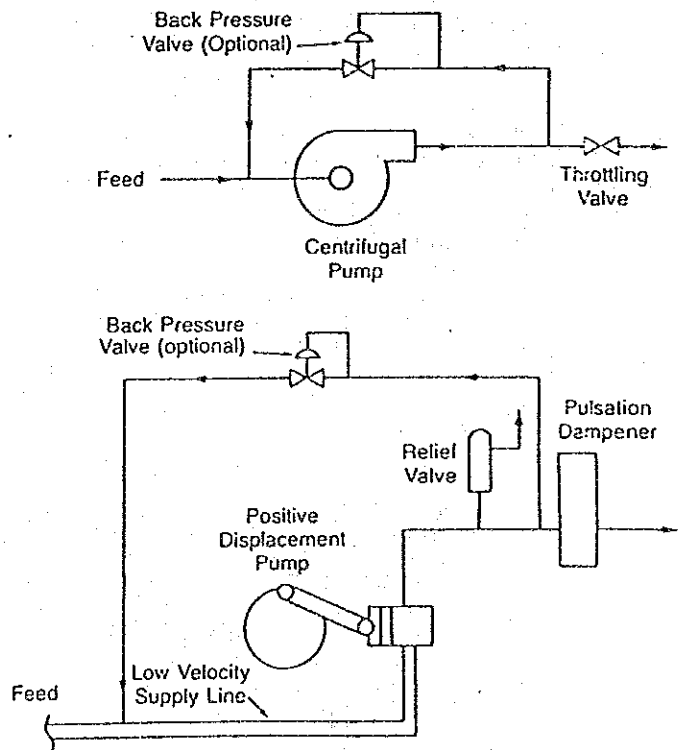 Back Pressure
Valve (Optional)
Feed
Throttling
Valve
Centrifugal
Pump
Back Pressure
Valve (optional)
Pulsation
Dampener
Relief
Valve
Positive
Displacement
Pump
Low Velocity
Supply Line
Feed